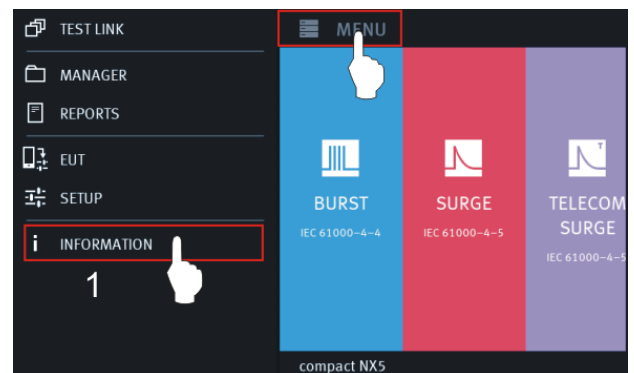 TEST LINK
MANAGER
REPORTS
EUT
SETUP
i INFORMATION
1
MENU
BURST
IEC 61000-4-4
SURGE
IEC 61000-4-5
T
TELECOM
SURGE
IEC 61000-4-5
compact NX5